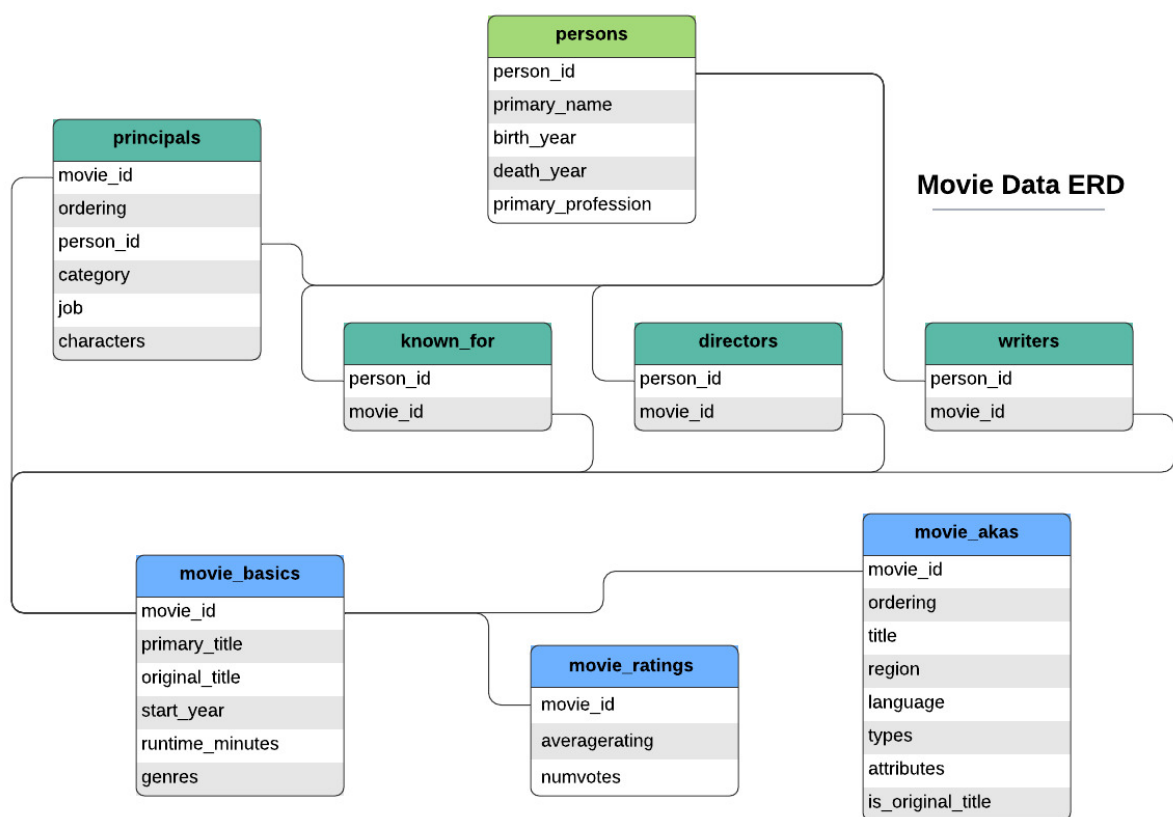 persons
person_id
primary_name
birth_year
death_year
primary_profession
principals
movie_id
ordering
person_id
category
job
characters
Movie Data ERD
known_for
person_id
movie_id
directors
person_id
movie_id
writers
person_id
movie_id
movie_basics
movie_id
primary_title
original_title
start_year
runtime_minutes
genres
movie_ratings
movie_id
averagerating
numvotes
movie_akas
movie_id
ordering
title
region
language
types
attributes
is_original_title